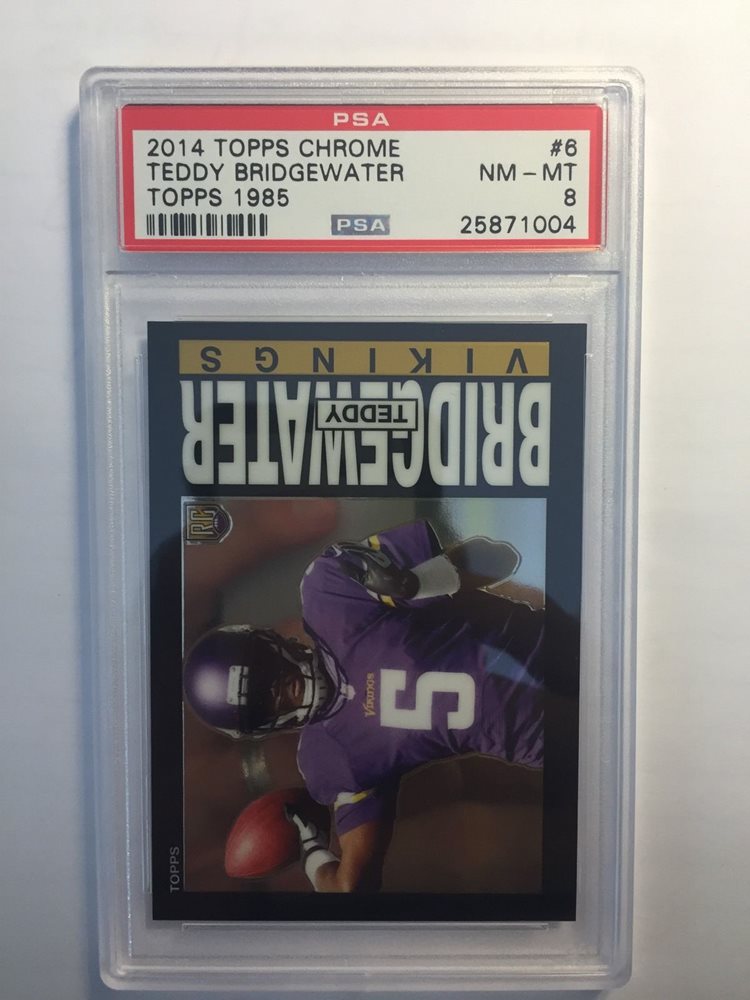 PSA
2014 TOPPS CHROME #6
TEDDY BRIDGEWATER NM - MT
TOPPS 1985 8
PSA 25871004
VIKINGS
BRIDGEWATER
TEDDY
RC
VIKINGS
5
TOPPS